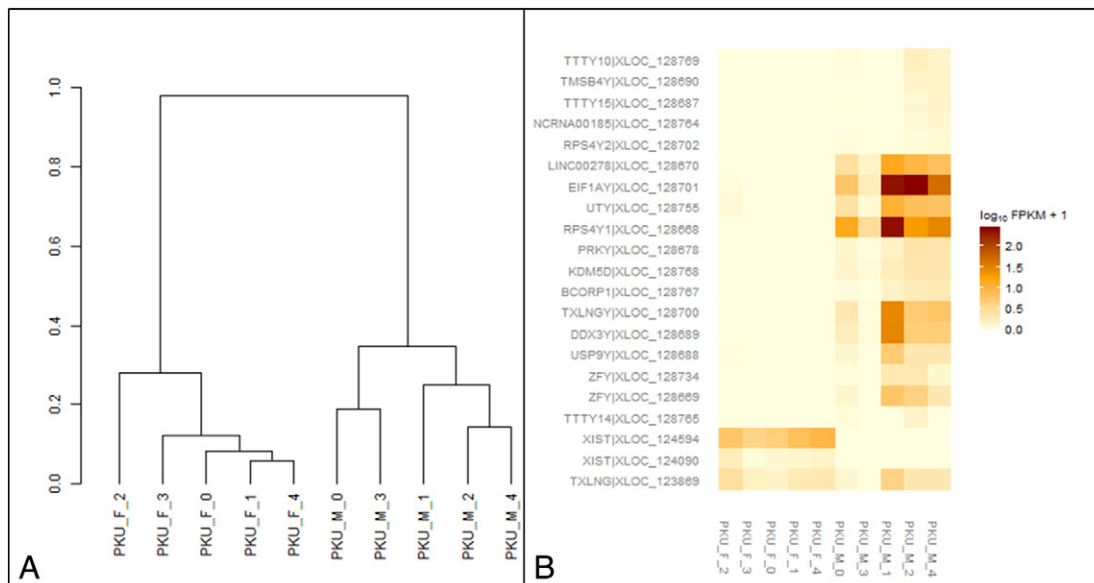 1.0
0.8
0.6
0.4
0.2
0.0
PKU_F_2
PKU_F_3
PKU_F_0
PKU_F_1
PKU_F_4
PKU_M_0
PKU_M_3
PKU_M_1
PKU_M_2
PKU_M_4
A
TTTY10|XLOC_128769
TMSB4Y|XLOC_128690
TTTY15|XLOC_128687
NCRNA00185|XLOC_128764
RPS4Y2|XLOC_128702
LINC00278|XLOC_128670
EIF1AY|XLOC_128701
UTY|XLOC_128755
RPS4Y1|XLOC_128668
PRKY|XLOC_128678
KDM5D|XLOC_128768
BCORP1|XLOC_128767
TXLNGY|XLOC_128700
DDX3Y|XLOC_128689
USP9Y|XLOC_128688
ZFY|XLOC_128734
ZFY|XLOC_128669
TTTY14|XLOC_128765
XIST|XLOC_124594
XIST|XLOC_124090
TXLNG|XLOC_123869
PKU_F_2
PKU_F_3
PKU_F_0
PKU_F_1
PKU_F_4
PKU_M_0
PKU_M_3
PKU_M_1
PKU_M_2
PKU_M_4
log₁₀ FPKM + 1
2.0
1.5
1.0
0.5
0.0
B